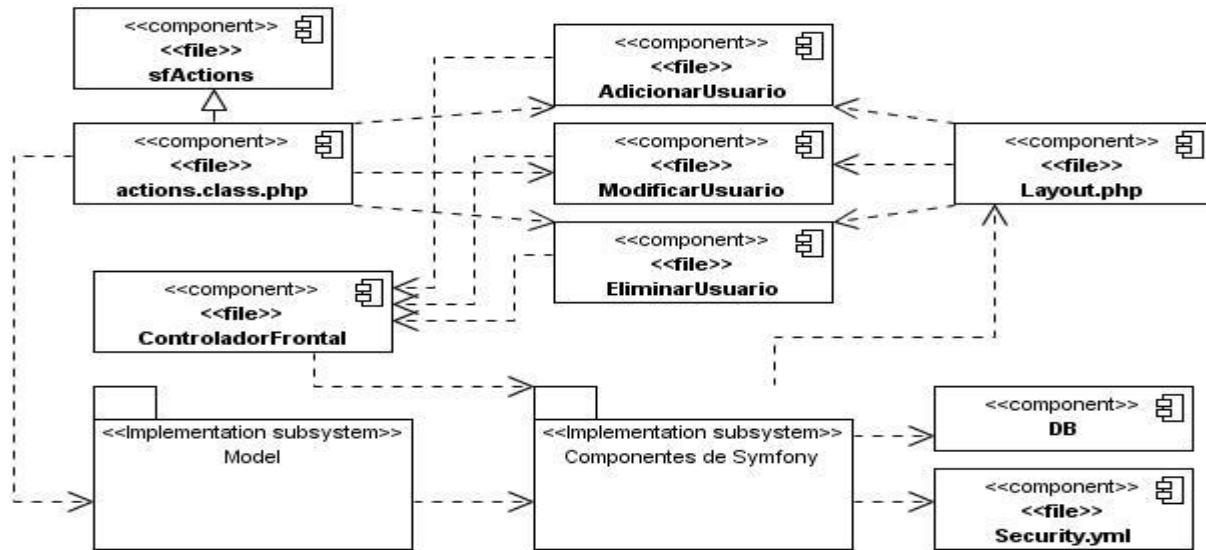 <<component>>
<<file>>
sfActions
<<component>>
<<file>>
AdicionarUsuario
<<component>>
<<file>>
actions.class.php
<<component>>
<<file>>
ModificarUsuario
<<component>>
<<file>>
Layout.php
<<component>>
<<file>>
EliminarUsuario
<<component>>
<<file>>
ControladorFrontal
<<Implementation subsystem>>
Model
<<Implementation subsystem>>
Componentes de Symfony
<<component>>
DB
<<component>>
<<file>>
Security.yml